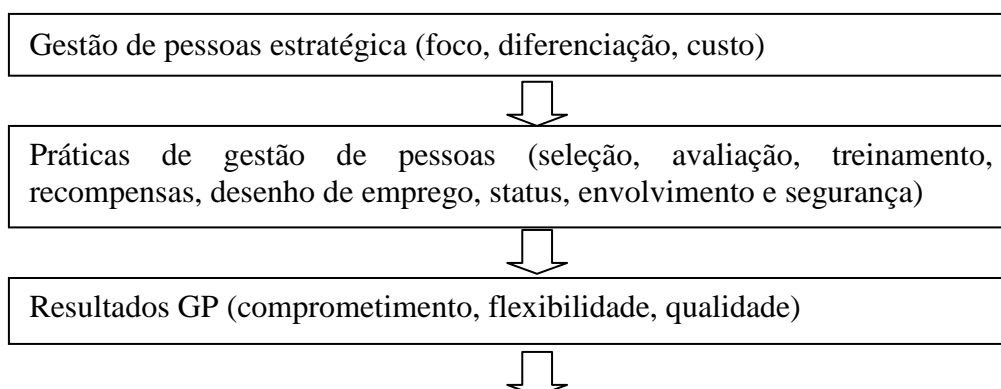 Gestão de pessoas estratégica (foco, diferenciação, custo)
Práticas de gestão de pessoas (seleção, avaliação, treinamento,
recompensas, desenho de emprego, status, envolvimento e segurança)
Resultados GP (comprometimento, flexibilidade, qualidade)